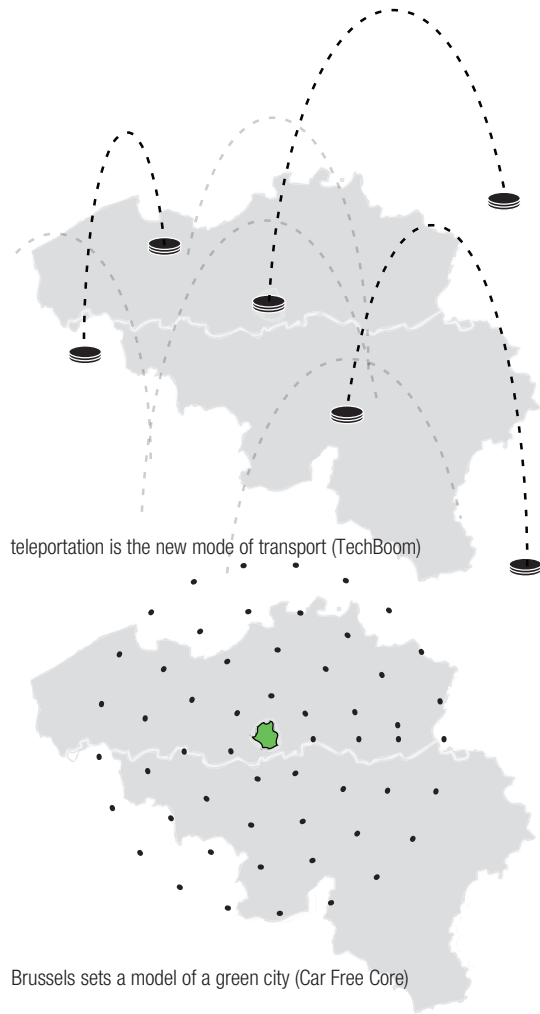 teleportation is the new mode of transport (TechBoom)
Brussels sets a model of a green city (Car Free Core)